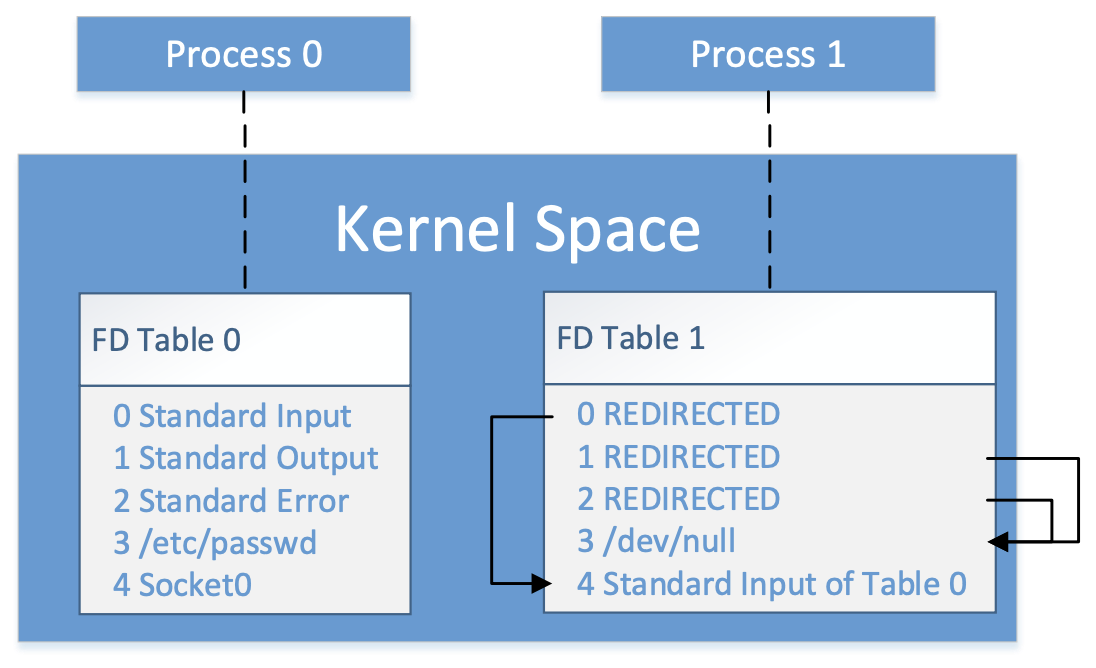 Process 0
Process 1
Kernel Space
FD Table 0
0 Standard Input
1 Standard Output
2 Standard Error
3 /etc/passwd
4 Socket0
FD Table 1
0 REDIRECTED
1 REDIRECTED
2 REDIRECTED
3 /dev/null
4 Standard Input of Table 0